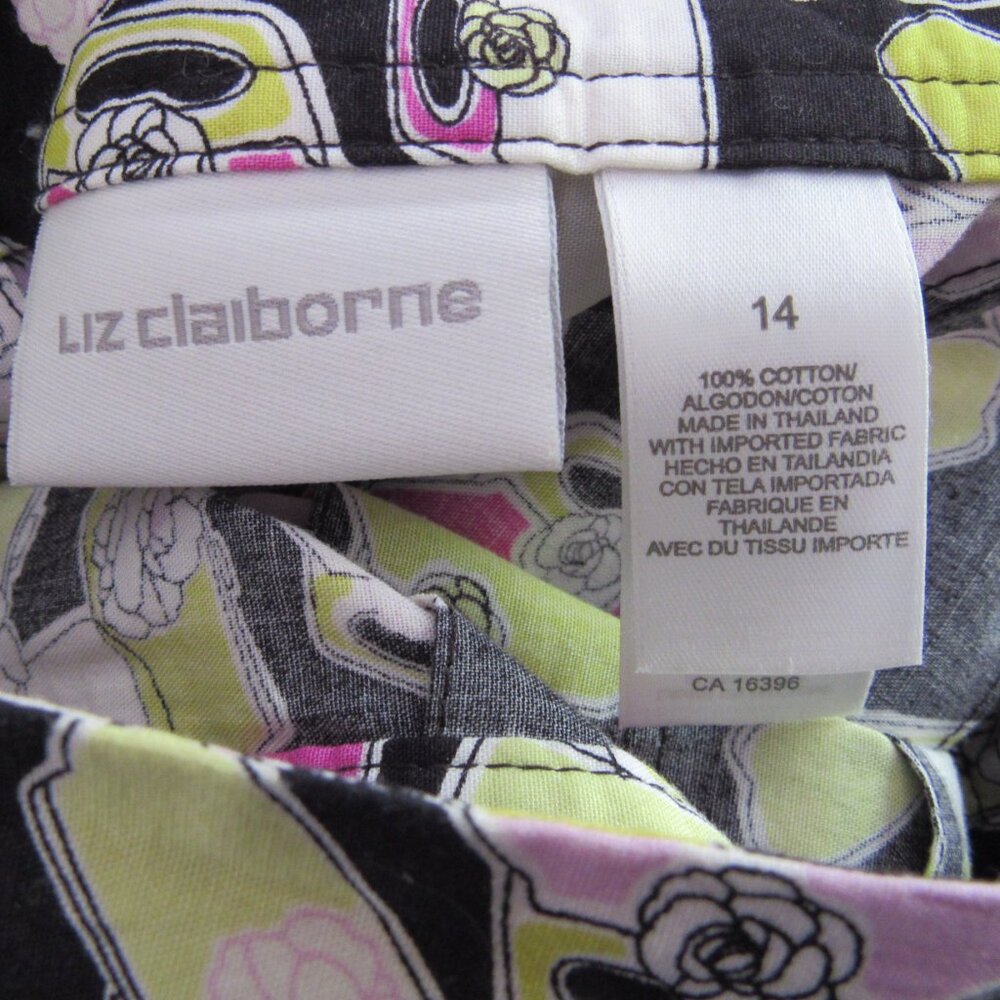 LIZ claiborne
14
100% COTTON/
ALGODON/COTON
MADE IN THAILAND
WITH IMPORTED FABRIC
HECHO EN TAILANDIA
CON TELA IMPORTADA
FABRIQUE EN
THAILANDE
AVEC DU TISSU IMPORTE
CA 16396